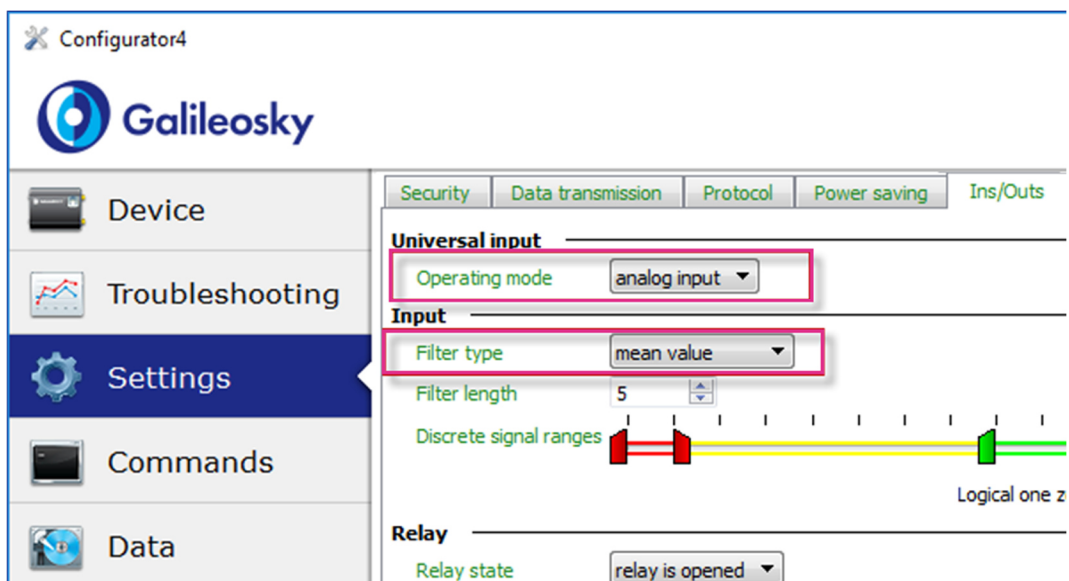 Configurator4
Galileosky
Device
Troubleshooting
Settings
Commands
Data
Security Data transmission Protocol Power saving Ins/Outs
Universal input
Operating mode analog input
Input
Filter type mean value
Filter length 5
Discrete signal ranges
Logical one
Relay
Relay state relay is opened